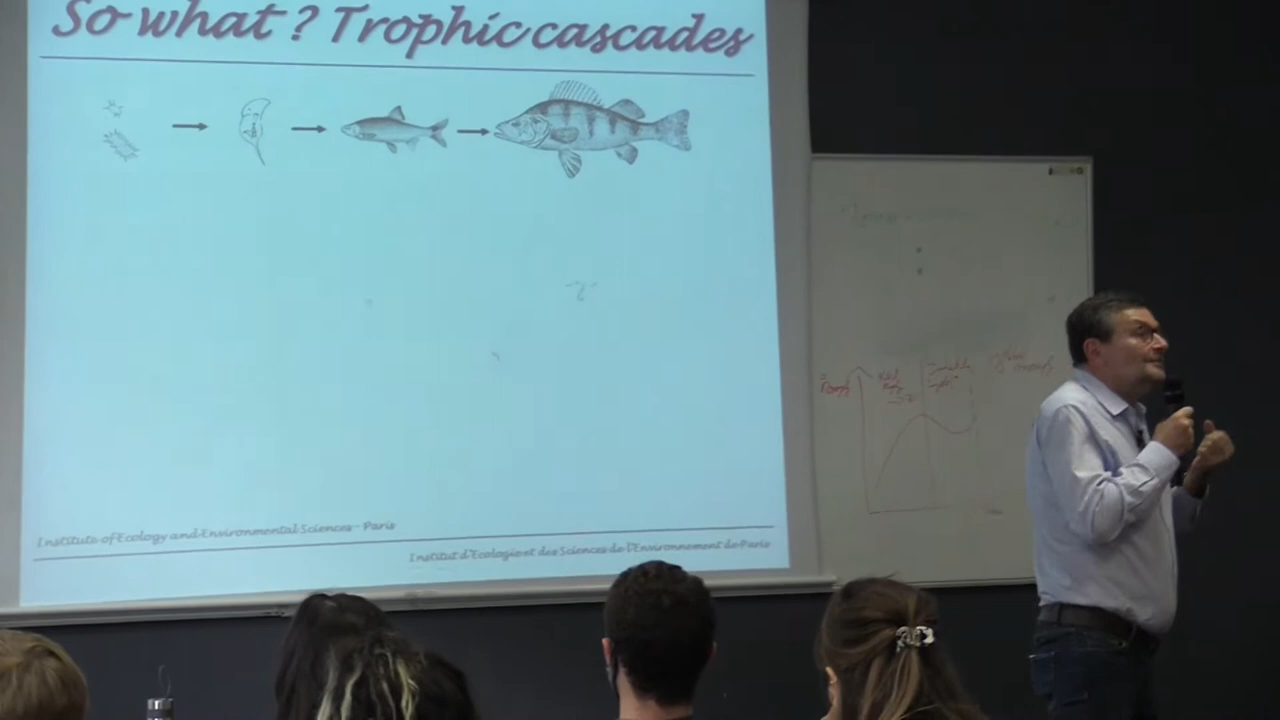 So what ? Trophic cascades
Institute of Ecology and Environmental Sciences - Paris
Institut d'Ecologie et des Sciences de l'Environnement de Paris